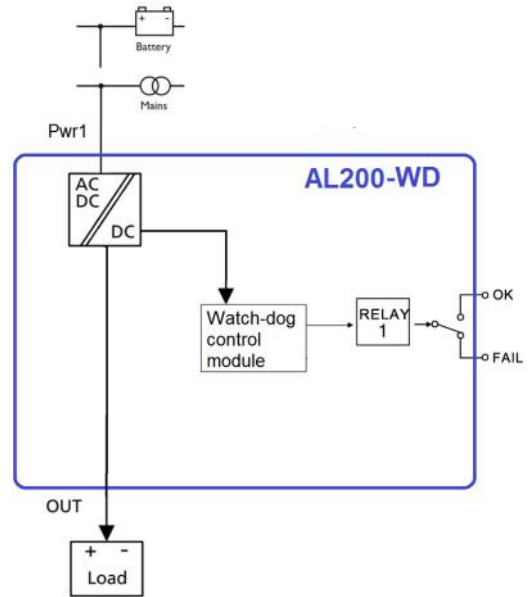 + -
Battery
Mains
Pwr1
AL200-WD
AC
DC
DC
Watch-dog
control
module
RELAY
1
OK
FAIL
OUT
+ -
Load